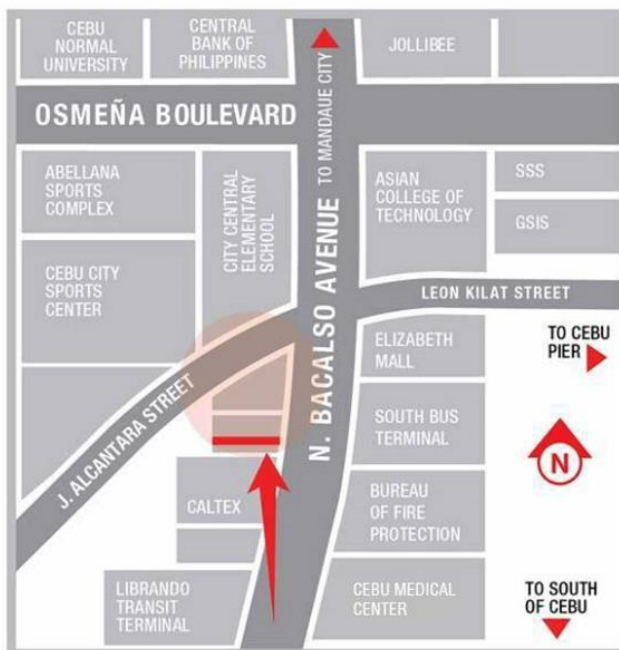 CEBU
NORMAL
UNIVERSITY
CENTRAL
BANK OF
PHILIPPINES
JOLLIBEE
OSMEÑA BOULEVARD
N. BACALSO AVENUE TO MANDAUE CITY
ABELLANA
SPORTS
COMPLEX
CITY CENTRAL
ELEMENTARY
SCHOOL
ASIAN
COLLEGE OF
TECHNOLOGY
SSS
GSIS
CEBU CITY
SPORTS
CENTER
LEON KILAT STREET
ELIZABETH
MALL
TO CEBU
PIER
J. ALCANTARA STREET
SOUTH BUS
TERMINAL
N
CALTEX
BUREAU
OF FIRE
PROTECTION
LIBRANDO
TRANSIT
TERMINAL
CEBU MEDICAL
CENTER
TO SOUTH
OF CEBU